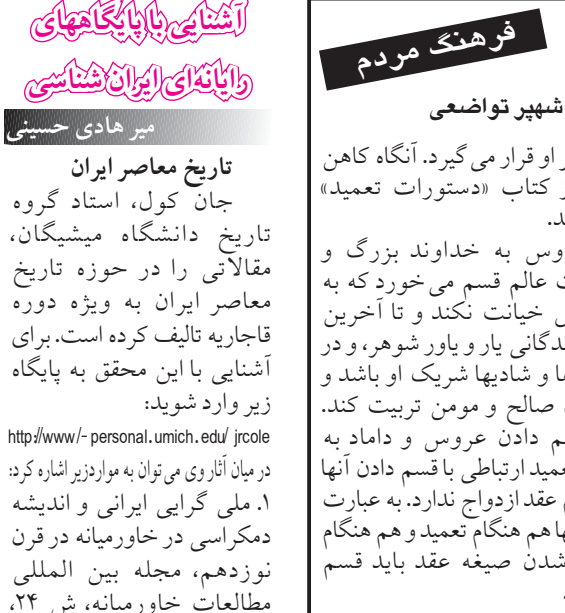 فرهنگ مردم
شهپر تواضعی
او قرار می‌گیرد. آنگاه کاهن
کتاب «دستورات تعمید»
به خداوند بزرگ و
عالم قسم می‌خورد که به
خیانت نکند و تا آخرین
یار و یاور شوهر، و در
و شادیها شریک او باشد و
صالح و مومن تربیت کند.
دادن عروس و داماد به
ارتباطی با قسم دادن آنها
عقد ازدواج ندارد. به عبارت
هم هنگام تعمید و هم هنگام
شدن صیغه عقد باید قسم
آشنایی با پایگاههای
رایانه‌ای ایران شناسی
میر هادی حسینی
تاریخ معاصر ایران
جان کول، استاد گروه
تاریخ دانشگاه میشیگان،
مقالاتی را در حوزه تاریخ
معاصر ایران به ویژه دوره
قاجاریه تالیف کرده است. برای
آشنایی با این محقق به پایگاه
زیر وارد شوید:
http://www/- personal.umich.edu/ jrcole
در میان آثار وی می‌توان به موارد زیر اشاره کرد:
۱. ملی گرایی ایرانی و اندیشه
دمکراسی در خاورمیانه در قرن
نوزدهم، مجله بین المللی
مطالعات خاورمیانه، ش ۲۴،